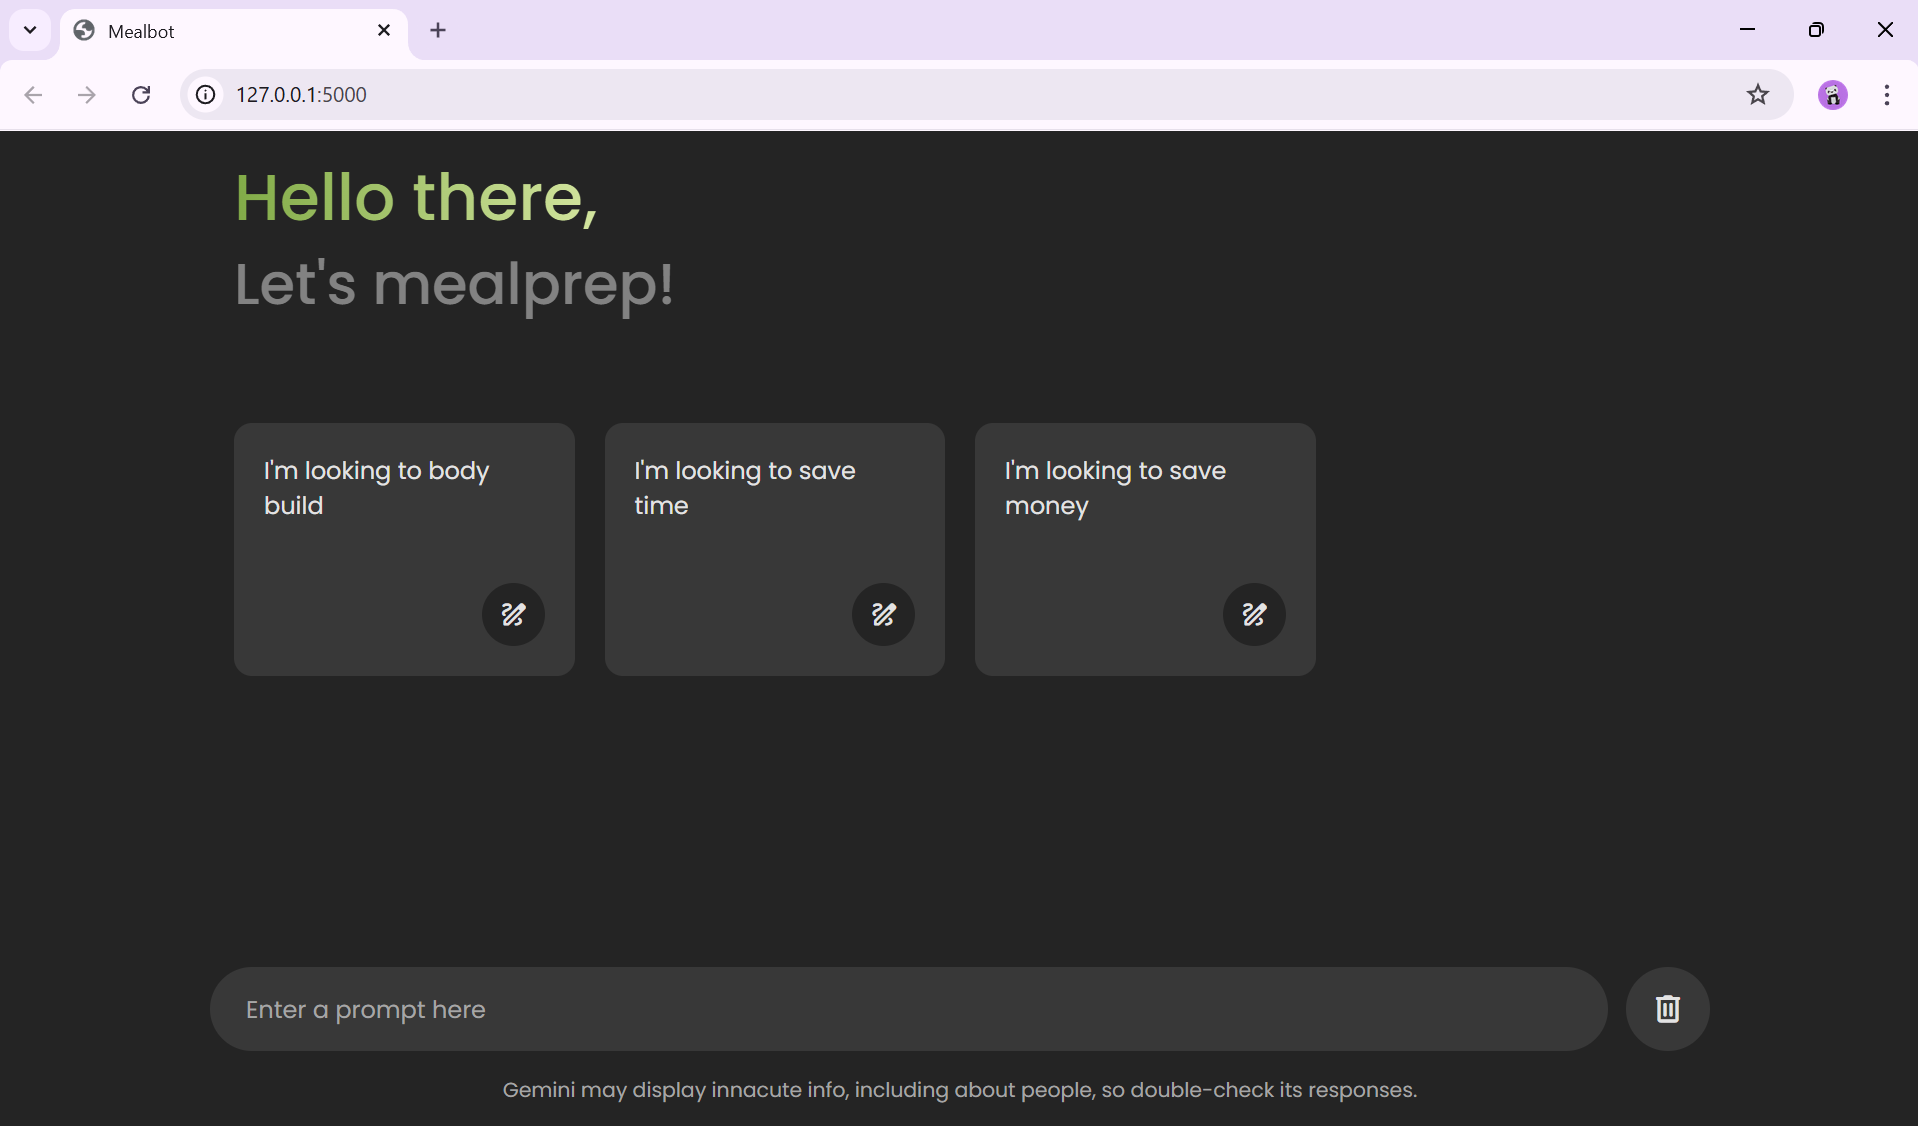 Mealbot
127.0.0.1:5000
Hello there,
Let's mealprep!
I'm looking to body
build
I'm looking to save
time
I'm looking to save
money
Enter a prompt here
Gemini may display innacute info, including about people, so double-check its responses.